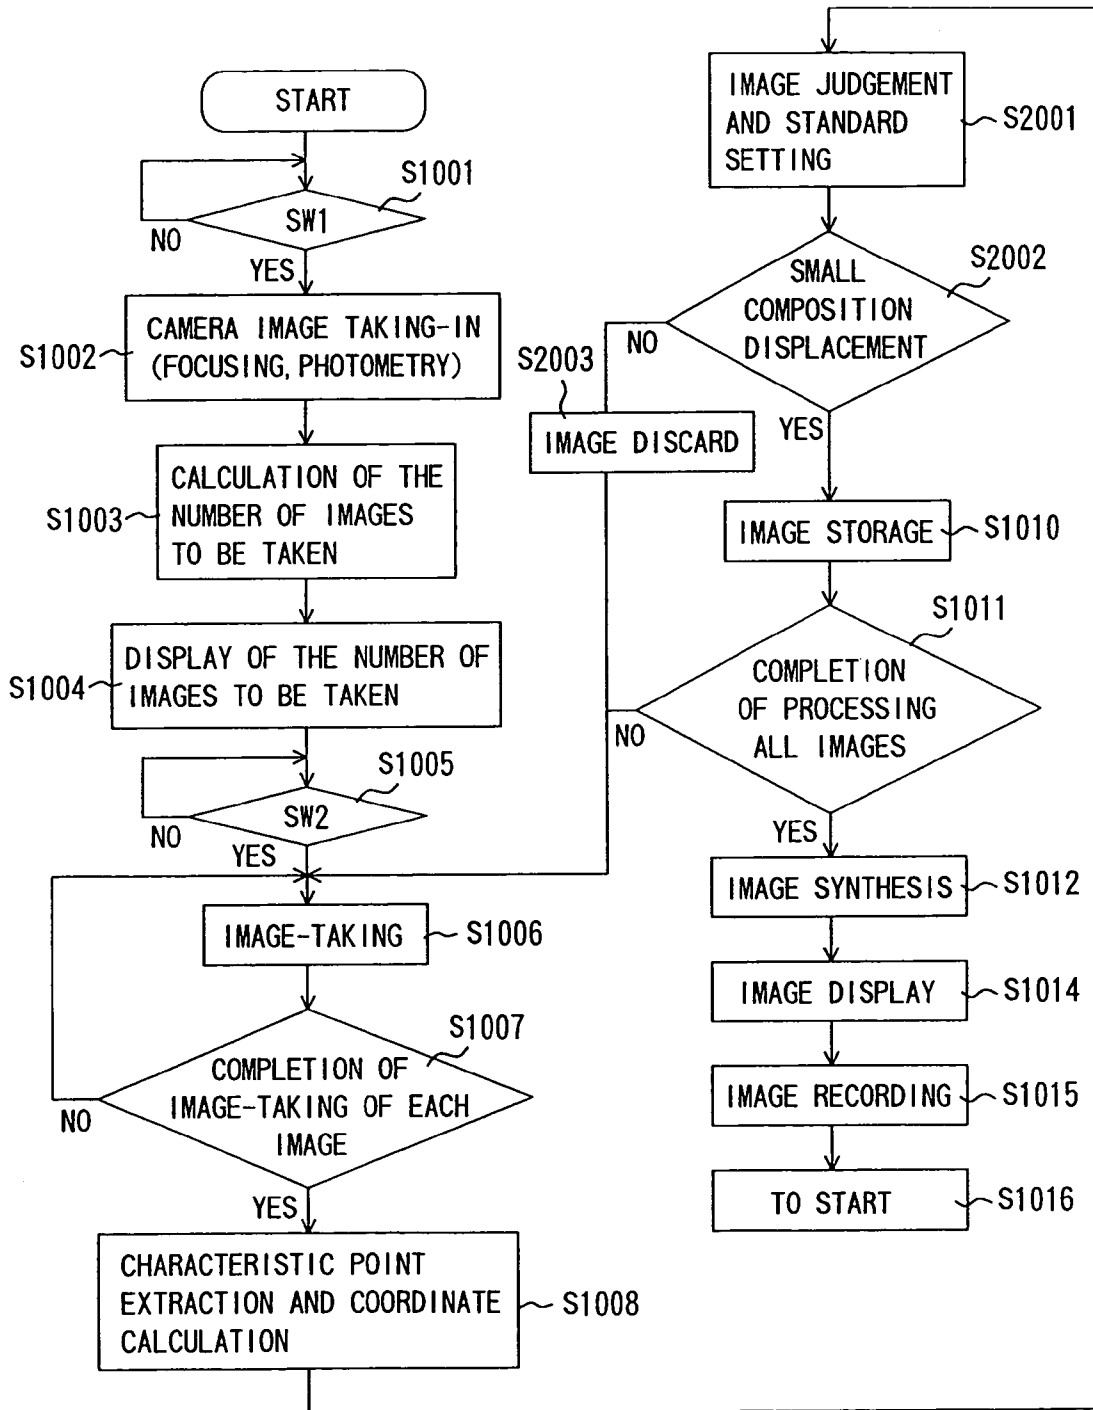 START
S1001
SW1
NO
YES
CAMERA IMAGE TAKING-IN
(FOCUSING, PHOTOMETRY)
S1002
CALCULATION OF THE
NUMBER OF IMAGES
TO BE TAKEN
S1003
DISPLAY OF THE NUMBER OF
IMAGES TO BE TAKEN
S1004
S1005
SW2
NO
YES
IMAGE-TAKING
S1006
S1007
COMPLETION OF
IMAGE-TAKING OF EACH
IMAGE
NO
YES
CHARACTERISTIC POINT
EXTRACTION AND COORDINATE
CALCULATION
S1008
IMAGE JUDGEMENT
AND STANDARD
SETTING
S2001
S2002
SMALL
COMPOSITION
DISPLACEMENT
NO
S2003
IMAGE DISCARD
YES
IMAGE STORAGE
S1010
S1011
COMPLETION
OF PROCESSING
ALL IMAGES
NO
YES
IMAGE SYNTHESIS
S1012
IMAGE DISPLAY
S1014
IMAGE RECORDING
S1015
TO START
S1016